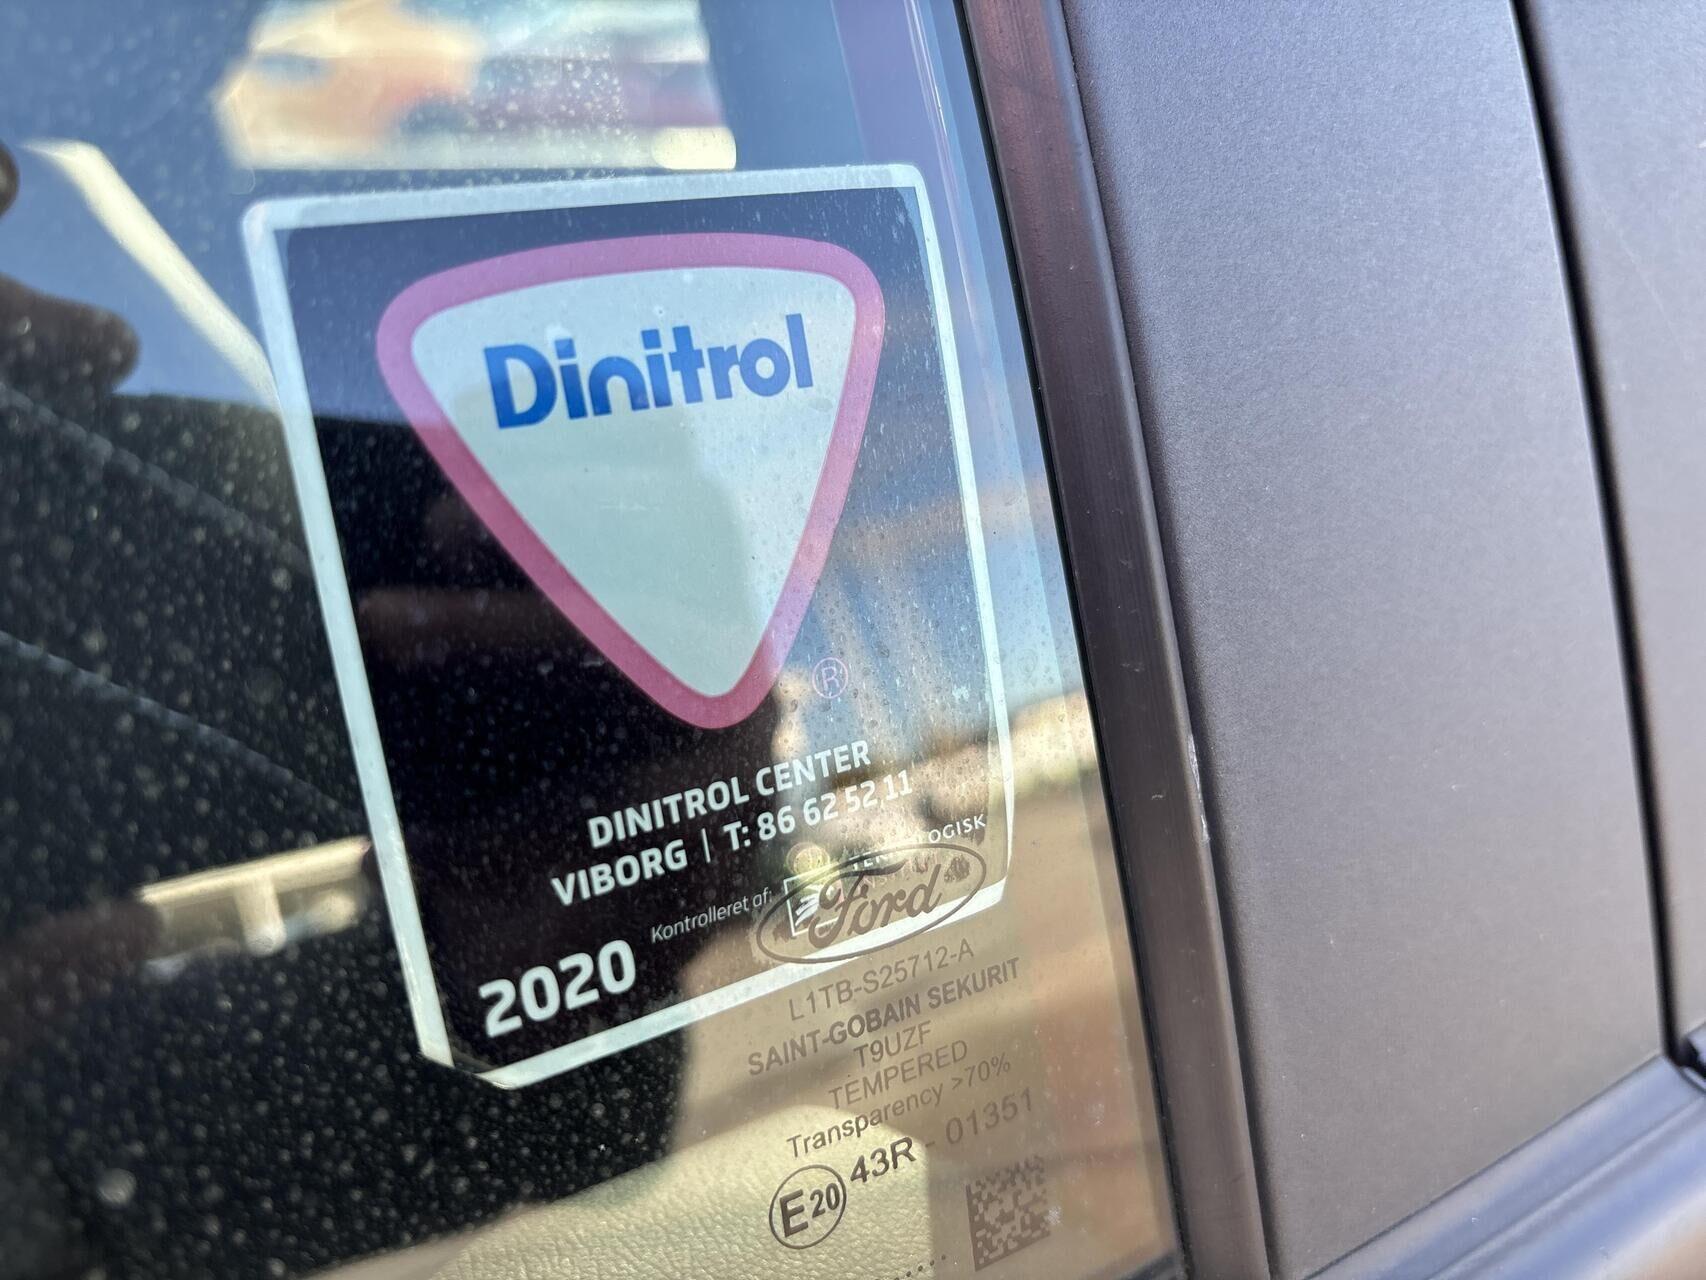 Dinitrol
®
DINITROL CENTER
VIBORG | T: 86 62 52 11
Kontrolleret af:
2020
Ford
L1TB-S25712-A
SAINT-GOBAIN SEKURIT
T9UZF
TEMPERED
Transparency >70%
E20 43R - 01351